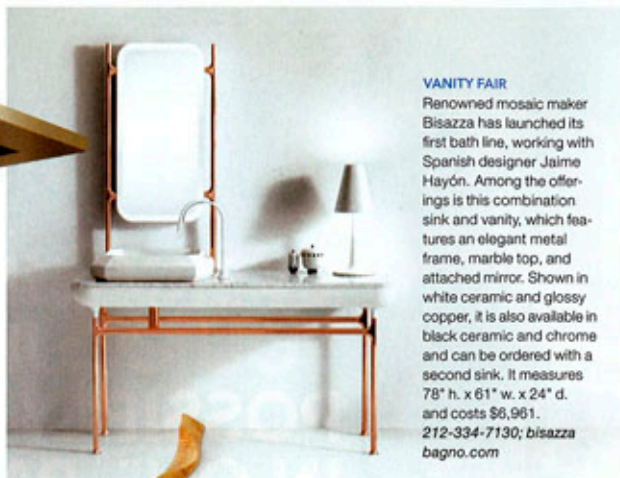 VANITY FAIR
Renowned mosaic maker
Bisazza has launched its
first bath line, working with
Spanish designer Jaime
Hayón. Among the offer-
ings is this combination
sink and vanity, which fea-
tures an elegant metal
frame, marble top, and
attached mirror. Shown in
white ceramic and glossy
copper, it is also available in
black ceramic and chrome
and can be ordered with a
second sink. It measures
78" h. x 61" w. x 24" d.
and costs $6,961.
212-334-7130; bisazza
bagno.com